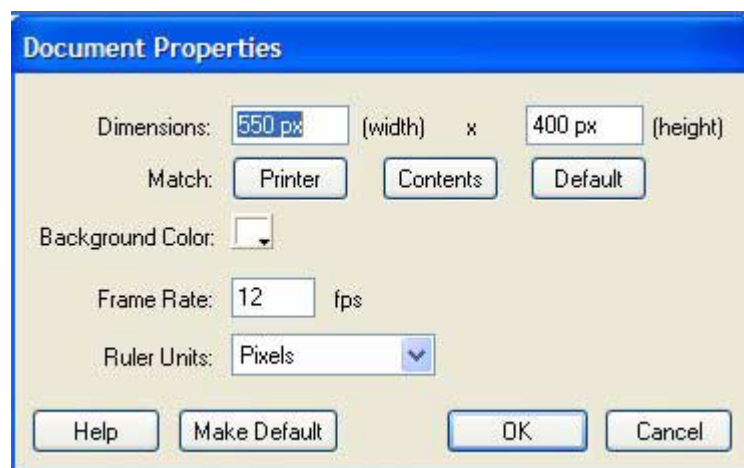 Document Properties
Dimensions: 550 px (width) x 400 px (height)
Match: Printer Contents Default
Background Color:
Frame Rate: 12 fps
Ruler Units: Pixels
Help Make Default OK Cancel